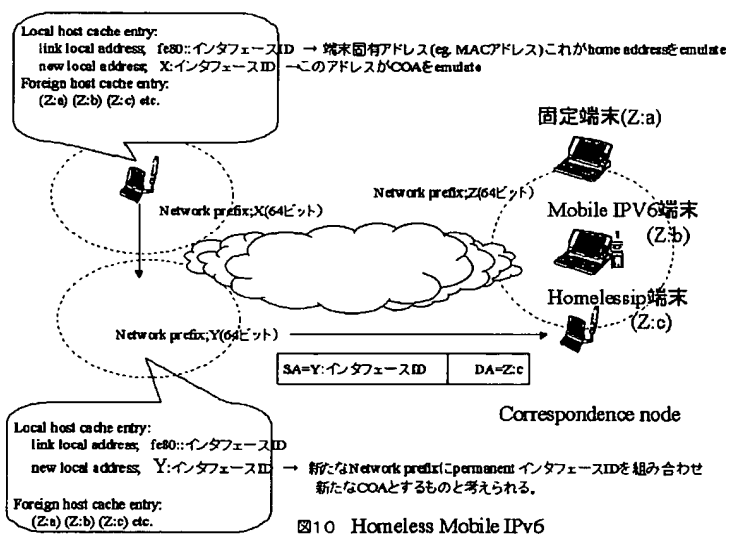 Local host cache entry:
link local address; fe80::インタフェースID → 端末固有アドレス(eg. MACアドレス)これがhome addressをemulate
new local address; X:インタフェースID →このアドレスがCOAをemulate
Foreign host cache entry:
(Z:a) (Z:b) (Z:c) etc.
固定端末(Z:a)
Network prefix;X(64ビット)
Network prefix;Z(64ビット)
Mobile IPV6端末
(Z:b)
Homelessip端末
(Z:c)
Network prefix;Y(64ビット)
SA=Y:インタフェースID
DA=Z:c
Correspondence node
Local host cache entry:
link local address; fe80::インタフェースID
new local address; Y:インタフェースID → 新たなNetwork prefixにpermanent インタフェースIDを組み合わせ
新たなCOAとするものと考えられる。
Foreign host cache entry:
(Z:a) (Z:b) (Z:c) etc.
図10 Homeless Mobile IPv6